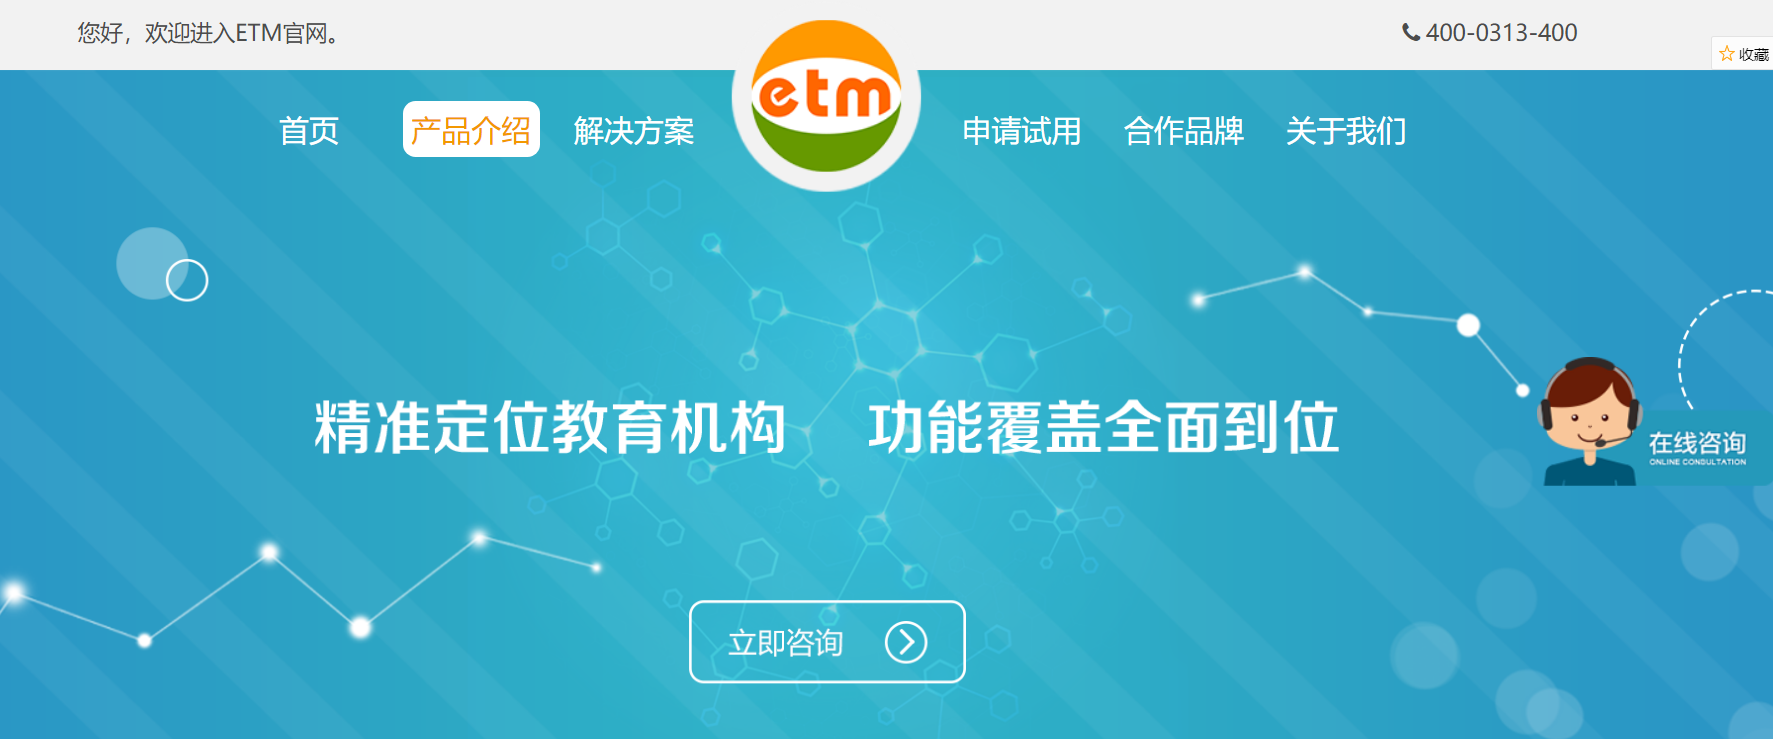 您好，欢迎进入ETM官网。
400-0313-400
收藏
etm
首页 产品介绍 解决方案 申请试用 合作品牌 关于我们
精准定位教育机构 功能覆盖全面到位
在线咨询
ONLINE CONSULTATION
立即咨询